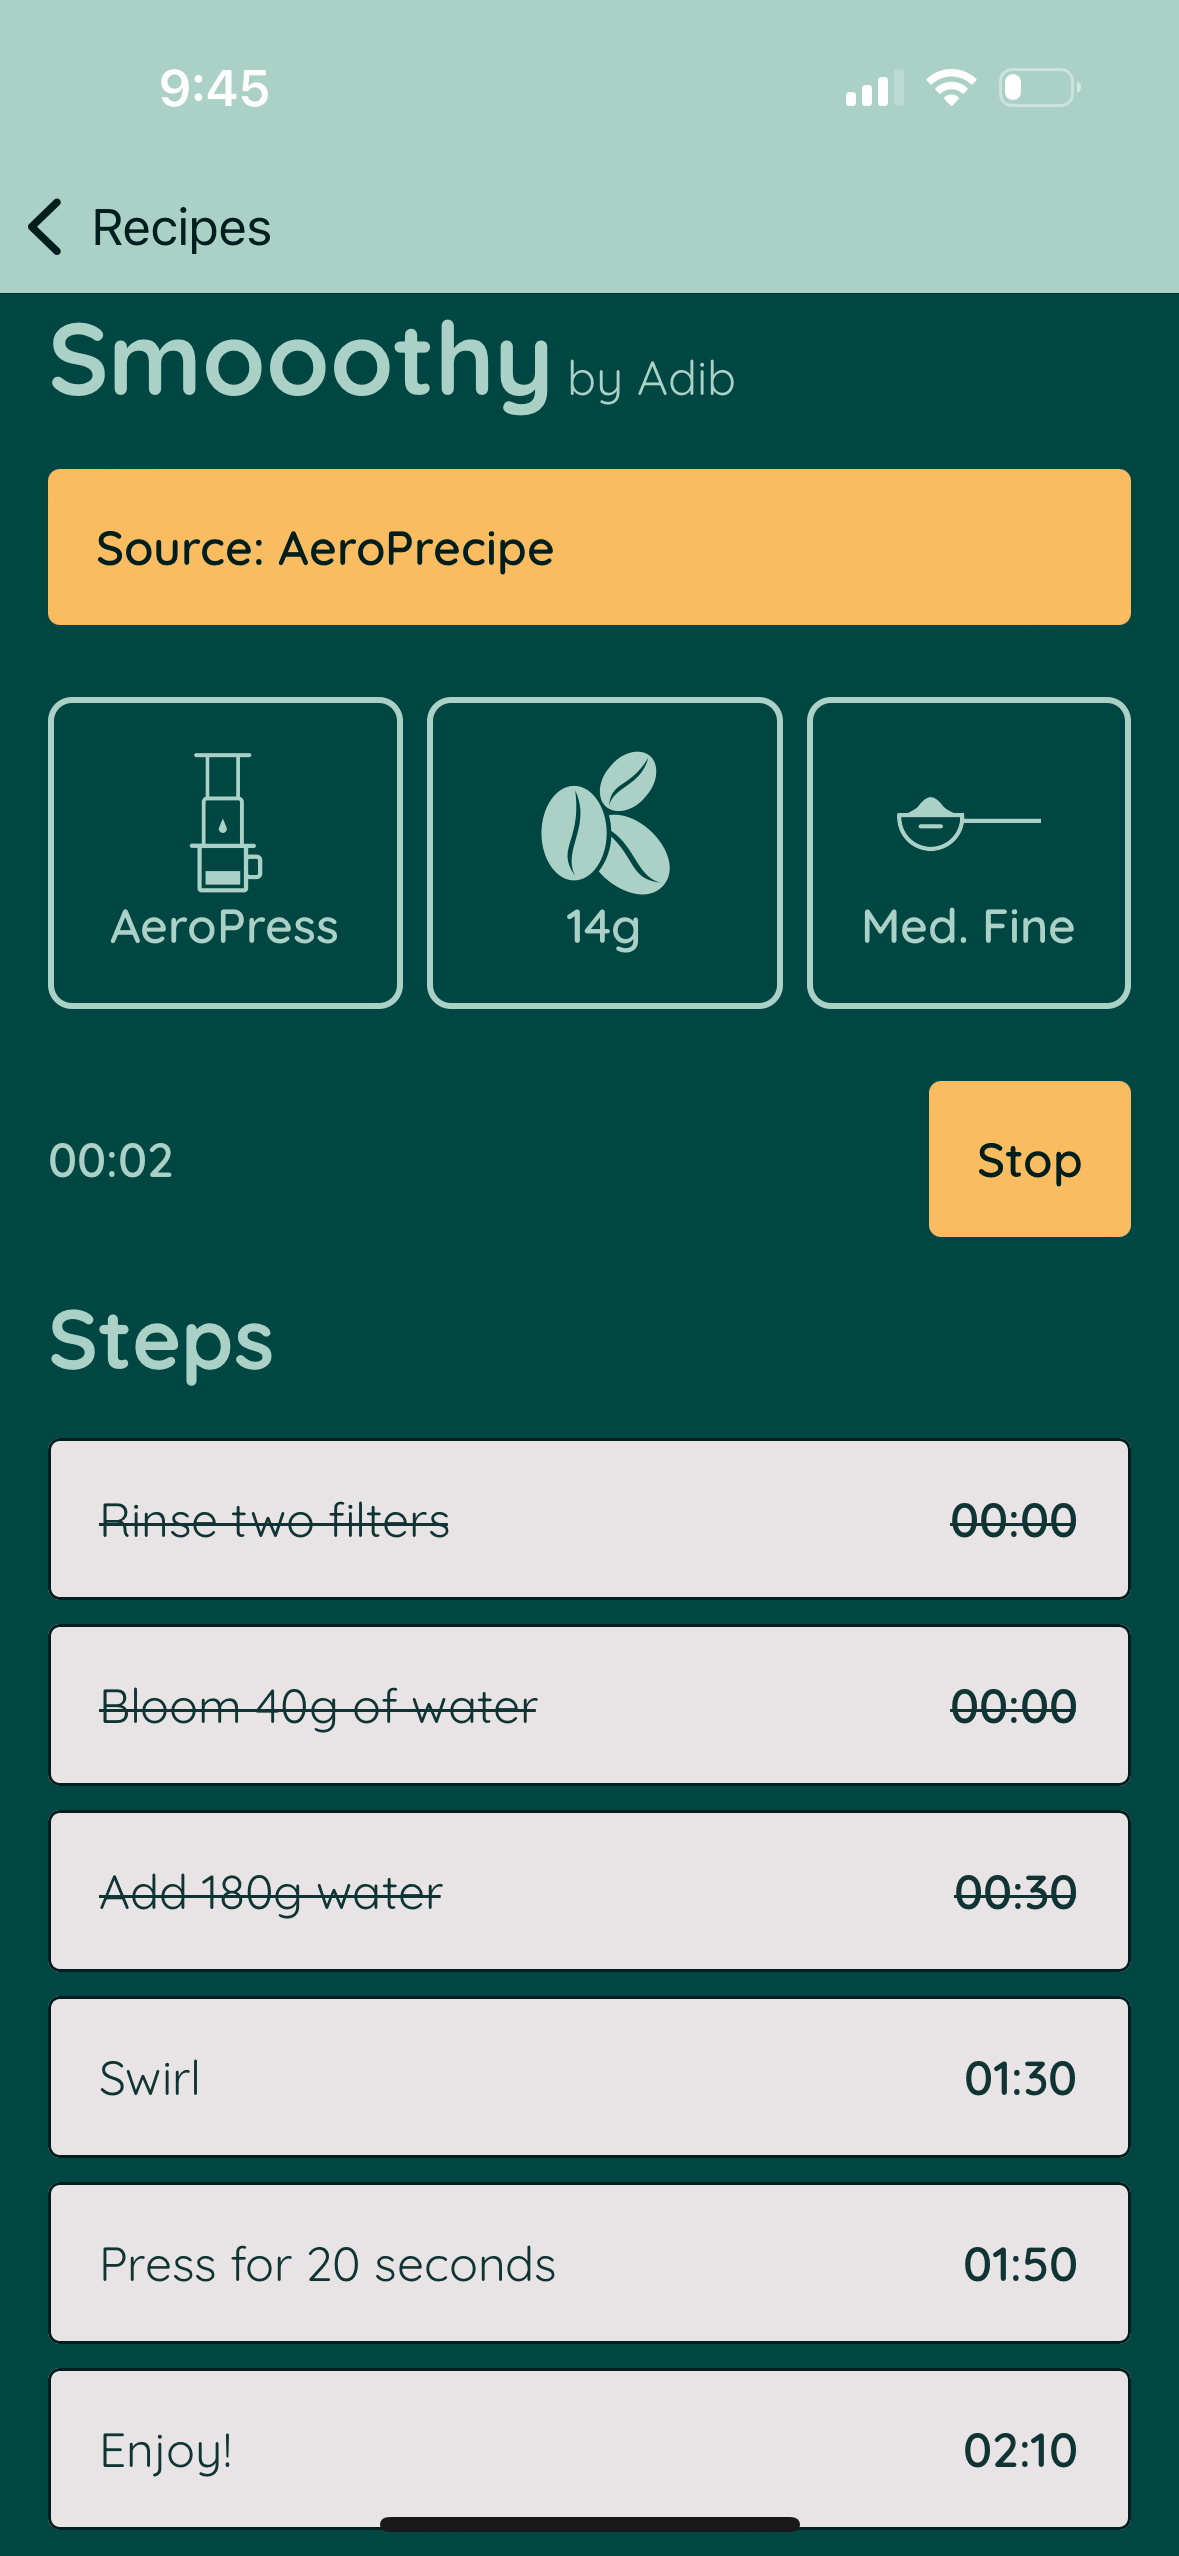 9:45
Recipes
Smooothy by Adib
Source: AeroPrecipe
AeroPress 14g Med. Fine
00:02 Stop
Steps
Rinse two filters 00:00
Bloom 40g of water 00:00
Add 180g water 00:30
Swirl 01:30
Press for 20 seconds 01:50
Enjoy! 02:10